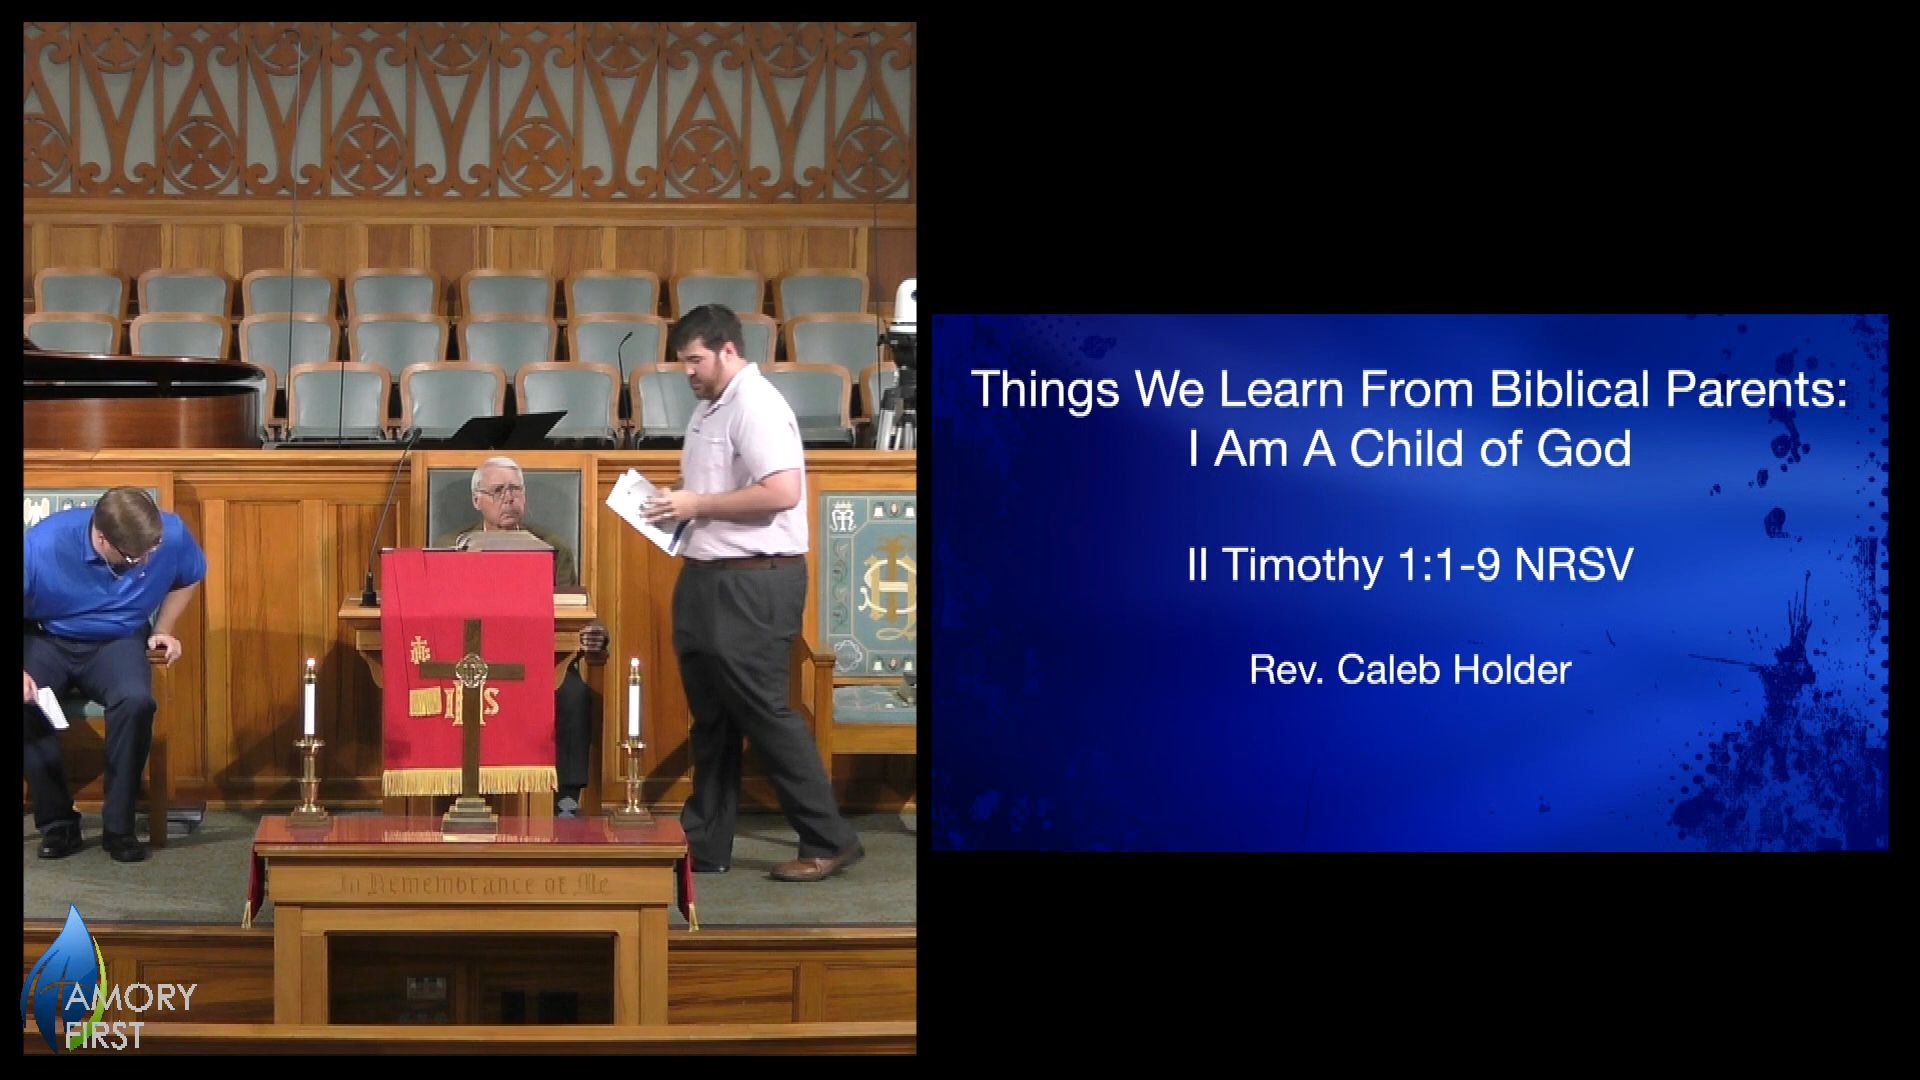 Things We Learn From Biblical Parents:
I Am A Child of God
II Timothy 1:1-9 NRSV
Rev. Caleb Holder
IHS
In Remembrance of Me
AMORY
FIRST